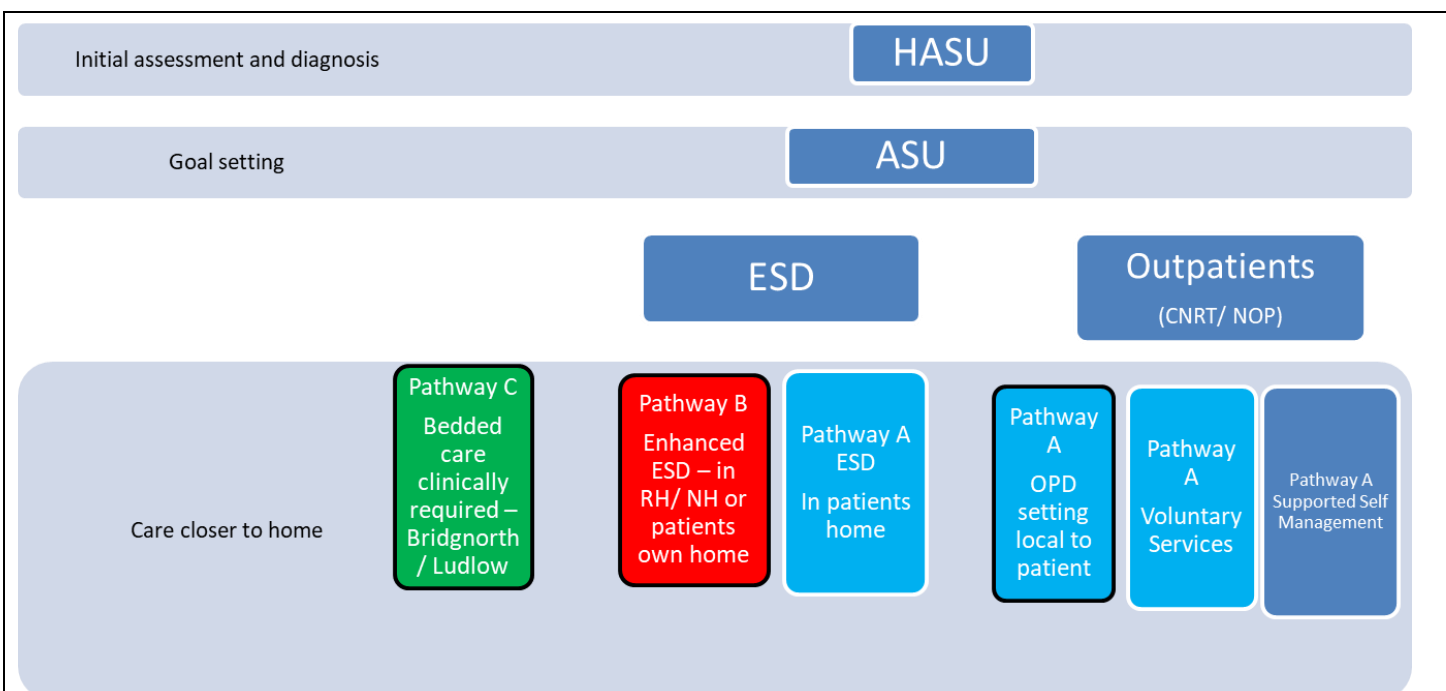 Initial assessment and diagnosis
HASU
Goal setting
ASU
ESD
Outpatients
(CNRT/ NOP)
Care closer to home
Pathway C
Bedded
care
clinically
required –
Bridgnorth
/ Ludlow
Pathway B
Enhanced
ESD – in
RH/ NH or
patients
own home
Pathway A
ESD
In patients
home
Pathway
A
OPD
setting
local to
patient
Pathway
A
Voluntary
Services
Pathway A
Supported Self
Management